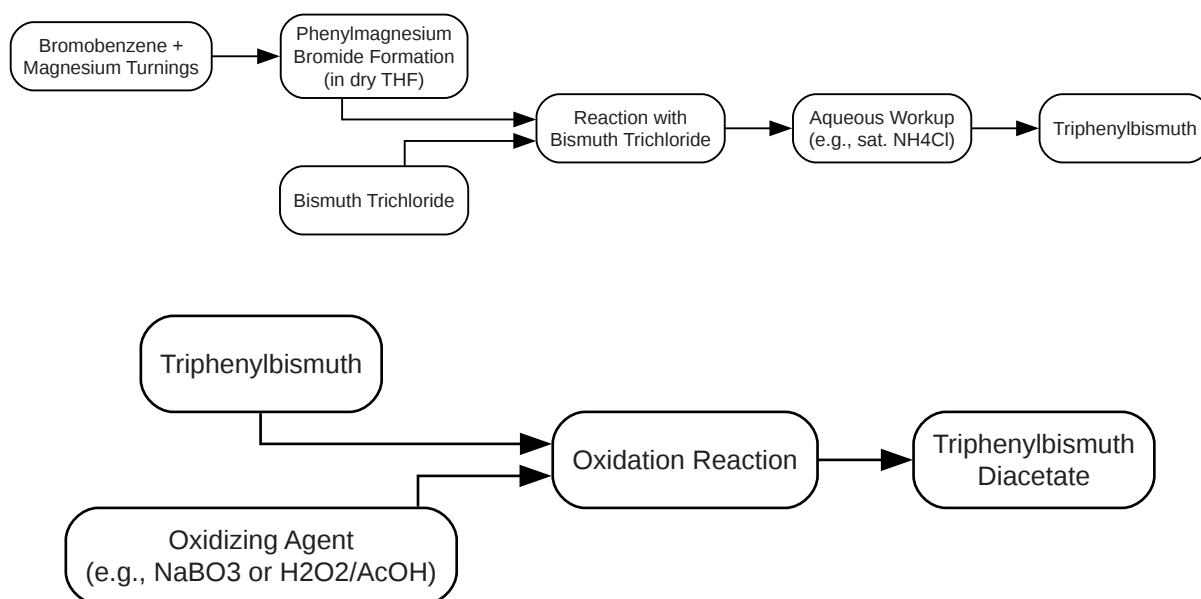 Bromobenzene +
Magnesium Turnings
Phenylmagnesium
Bromide Formation
(in dry THF)
Bismuth Trichloride
Reaction with
Bismuth Trichloride
Aqueous Workup
(e.g., sat. NH4Cl)
Triphenylbismuth
Triphenylbismuth
Oxidizing Agent
(e.g., NaBO3 or H2O2/AcOH)
Oxidation Reaction
Triphenylbismuth
Diacetate